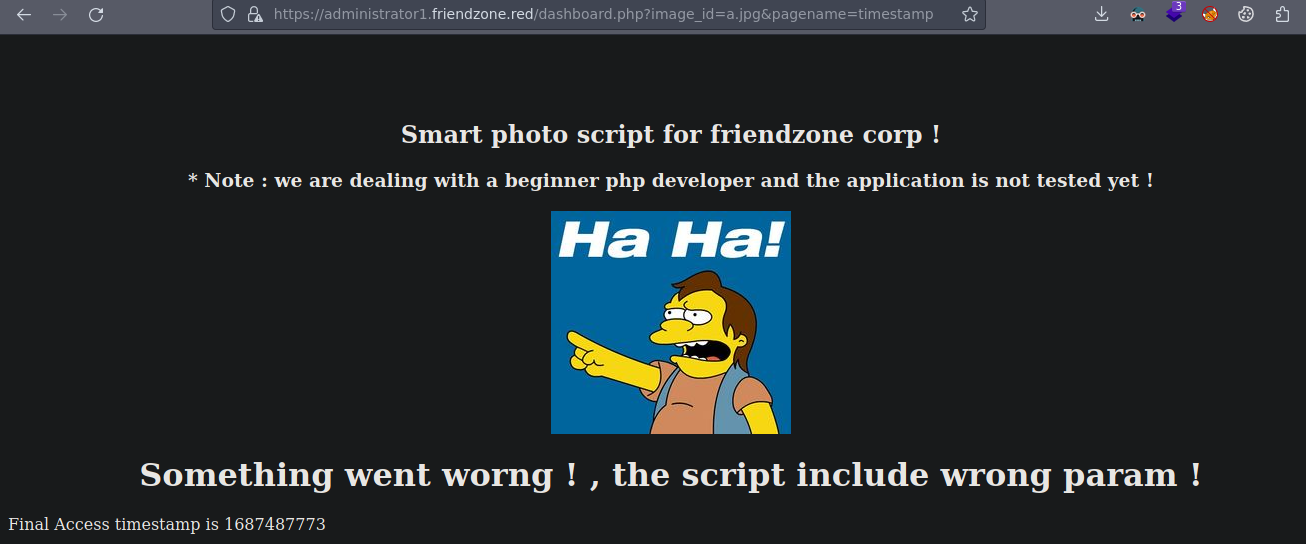 https://administrator1.friendzone.red/dashboard.php?image_id=a.jpg&pagename=timestamp
3
Smart photo script for friendzone corp !
* Note : we are dealing with a beginner php developer and the application is not tested yet !
Ha Ha!
Something went worng ! , the script include wrong param !
Final Access timestamp is 1687487773